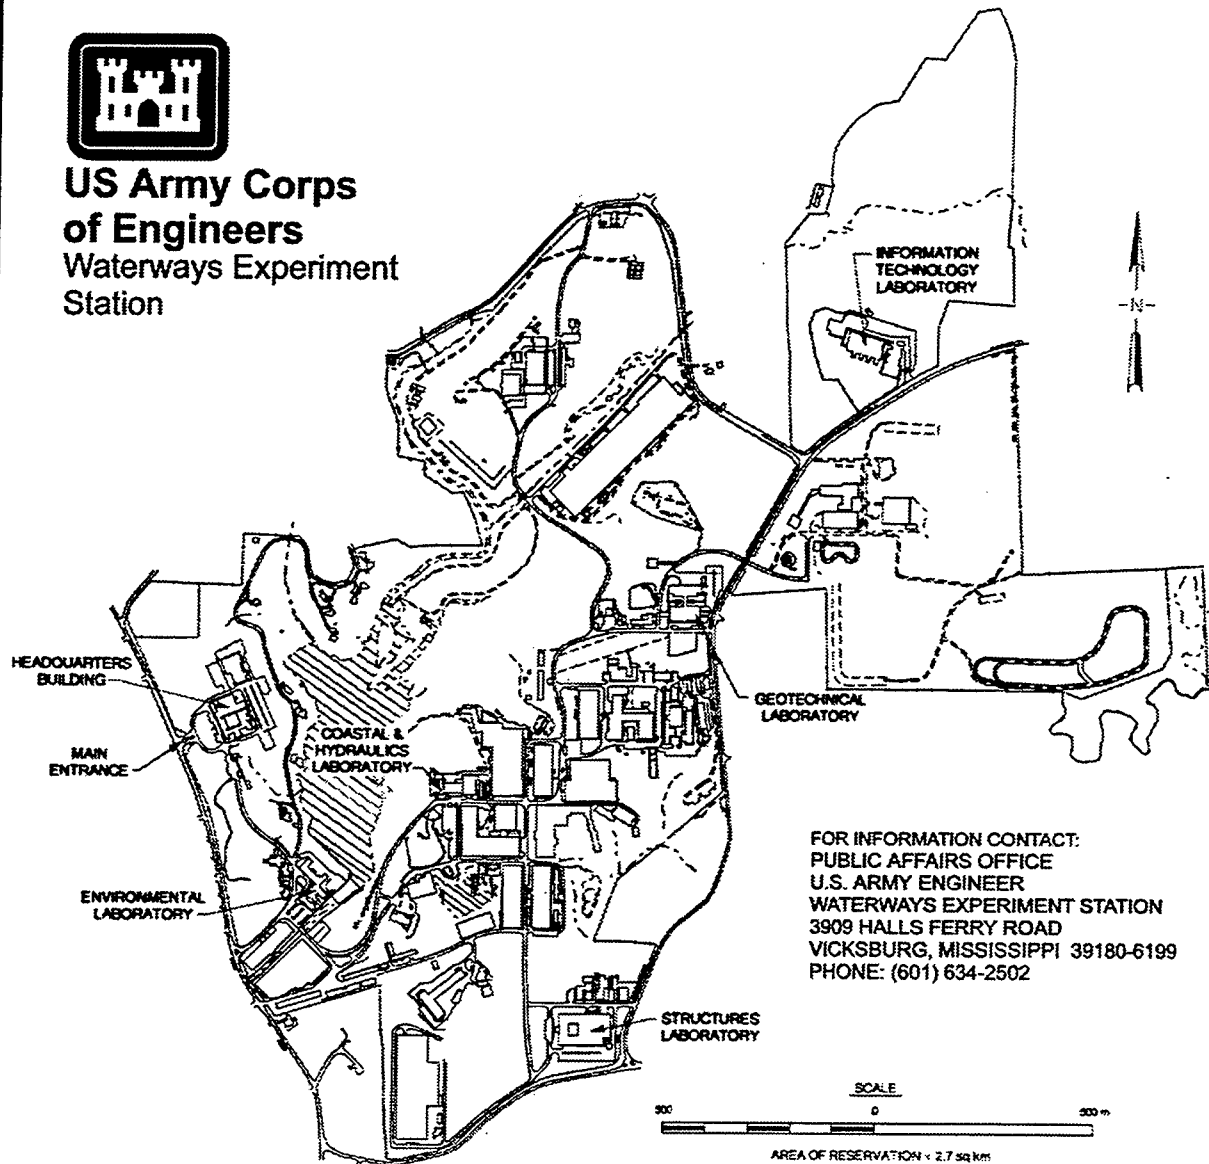 US Army Corps
of Engineers
Waterways Experiment
Station
INFORMATION
TECHNOLOGY
LABORATORY
N
HEADQUARTERS
BUILDING
MAIN
ENTRANCE
COASTAL &
HYDRAULICS
LABORATORY
GEOTECHNICAL
LABORATORY
ENVIRONMENTAL
LABORATORY
FOR INFORMATION CONTACT:
PUBLIC AFFAIRS OFFICE
U.S. ARMY ENGINEER
WATERWAYS EXPERIMENT STATION
3909 HALLS FERRY ROAD
VICKSBURG, MISSISSIPPI 39180-6199
PHONE: (601) 634-2502
STRUCTURES
LABORATORY
SCALE
500 0 500 m
AREA OF RESERVATION = 2.7 sq km